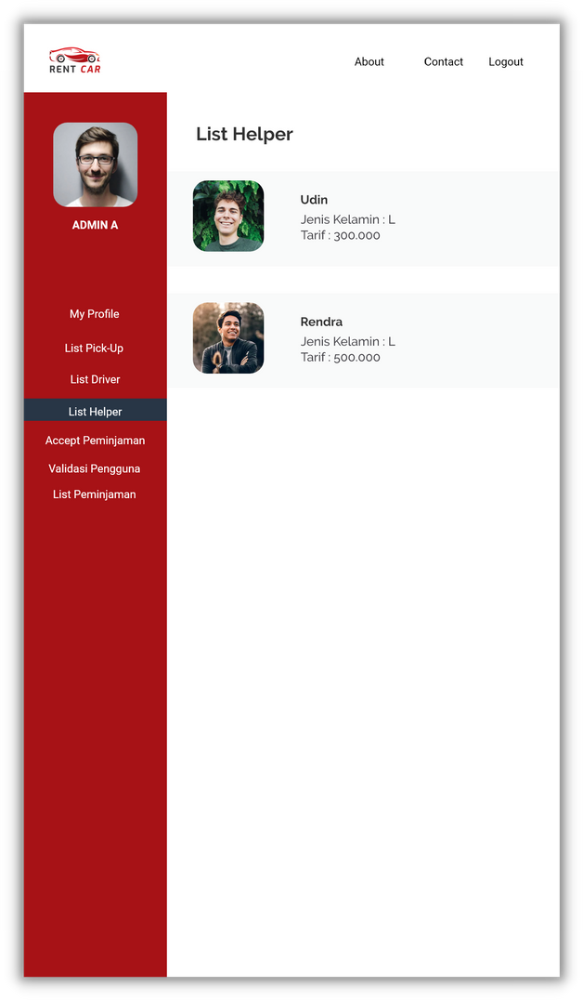 RENT CAR
About
Contact
Logout
ADMIN A
My Profile
List Pick-Up
List Driver
List Helper
Accept Peminjaman
Validasi Pengguna
List Peminjaman
List Helper
Udin
Jenis Kelamin : L
Tarif : 300.000
Rendra
Jenis Kelamin : L
Tarif : 500.000